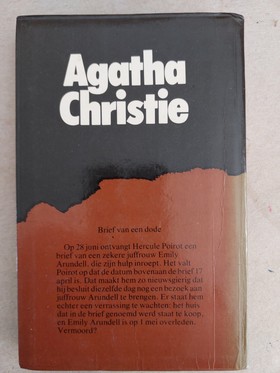 Agatha
Christie
Brief van een dode
Op 28 juni ontvangt Hercule Poirot een
brief van een zekere juffrouw Emily
Arundell, die zijn hulp inroept. Het valt
Poirot op dat de datum bovenaan de brief 17
april is. Dat maakt hem zo nieuwsgierig dat
hij besluit diezelfde dag nog een bezoek aan
juffrouw Arundell te brengen. Er staat hem
echter een verrassing te wachten: het huis
dat in de brief genoemd werd staat te koop,
en Emily Arundell is op 1 mei overleden.
Vermoord?